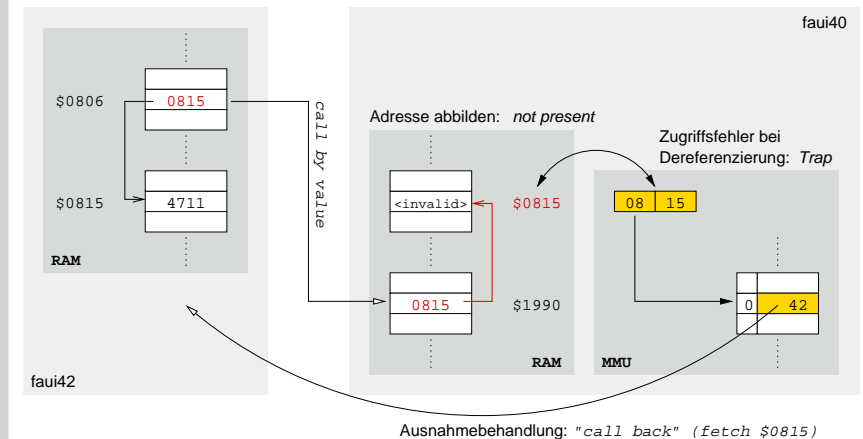 faui40
$0806
0815
call by value
Adresse abbilden: not present
Zugriffsfehler bei
Dereferenzierung: Trap
$0815
4711
<invalid>
$0815
08 15
RAM
0815
$1990
0 42
RAM
MMU
faui42
Ausnahmebehandlung: "call back" (fetch $0815)